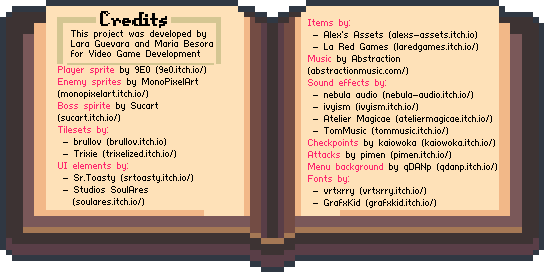 Credits
This project was developed by
Lara Guevara and Maria Besora
for Video Game Development
Player sprite by 9E0 (9e0.itch.io/)
Enemy sprites by MonoPixelArt
(monopixelart.itch.io/)
Boss spirite by Sucart
(sucart.itch.io/)
Tilesets by:
- brullov (brullov.itch.io)
- Trixie (trixelized.itch.io/)
UI elements by:
- Sr.Toasty (srtoasty.itch.io/)
- Studios SoulAres
(soulares.itch.io/)
Items by:
- Alex's Assets (alexs-assets.itch.io)
- La Red Games (laredgames.itch.io/)
Music by Abstraction
(abstractionmusic.com/)
Sound effects by:
- nebula audio (nebula-audio.itch.io/)
- ivyism (ivyism.itch.io/)
- Atelier Magicae (ateliermagicae.itch.io/)
- TomMusic (tommusic.itch.io/)
Checkpoints by kaiowoka (kaiowoka.itch.io/)
Attacks by pimen (pimen.itch.io/)
Menu background by qDANp (qdanp.itch.io/)
Fonts by:
- vrtxrry (vrtxrry.itch.io/)
- GrafxKid (grafxkid.itch.io/)